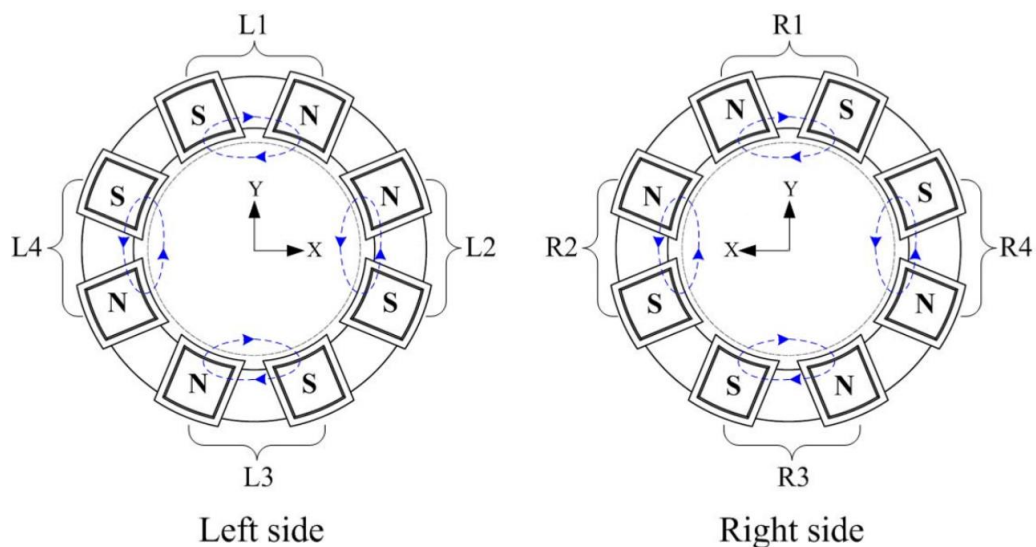 L1
R1
S N
N S
S N
N S
Y
Y
L4
X
L2
R2
X
R4
N S
S N
N S
S N
L3
R3
Left side
Right side